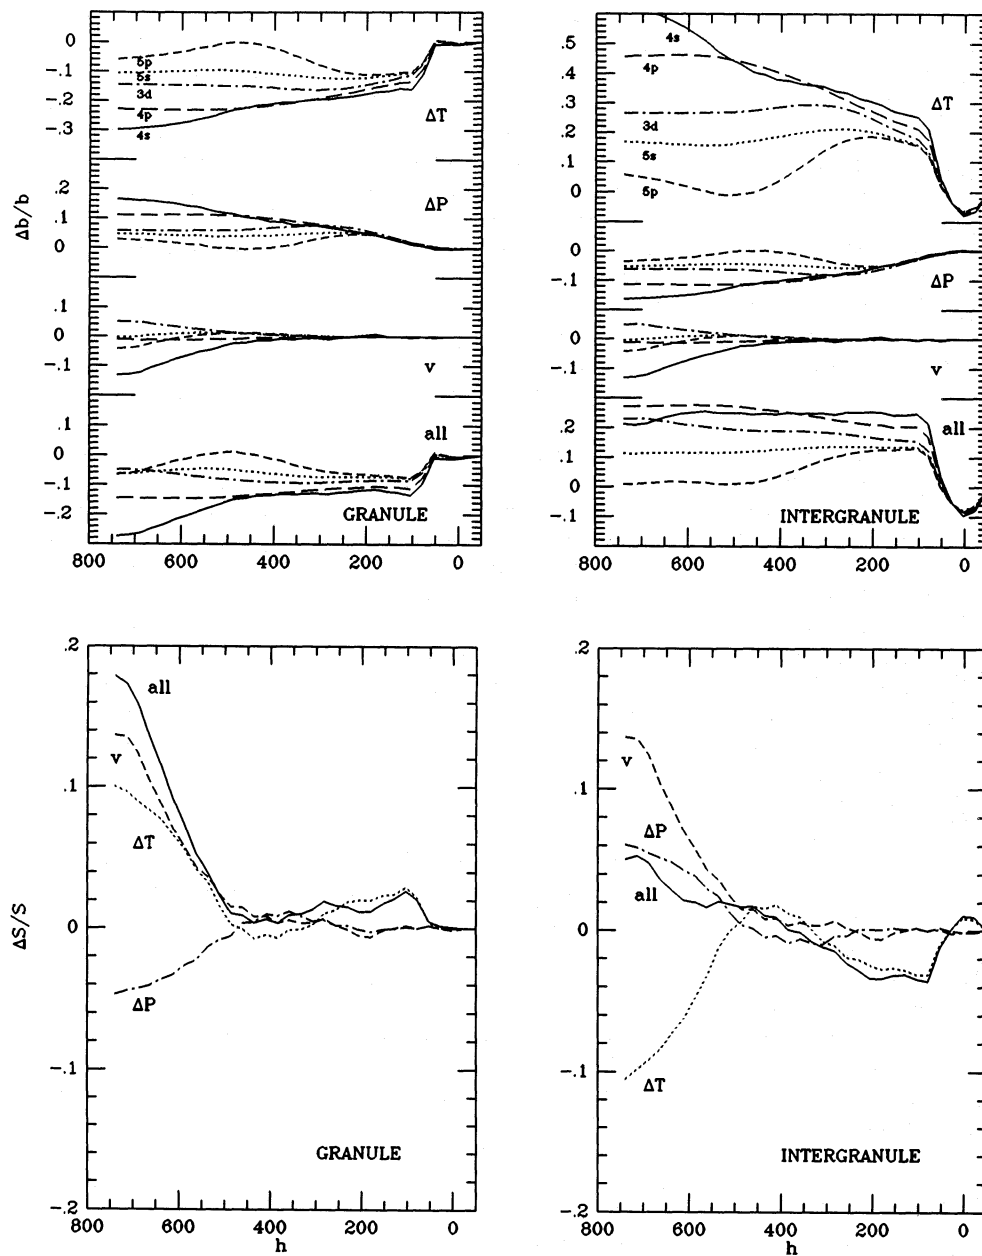 0
-.1
-.2
-.3
.2
.1
0
.1
0
-.1
.1
0
-.1
-.2
Δb/b
5p
5s
3d
4p
4s
ΔT
ΔP
v
all
GRANULE
800 600 400 200 0
.5
.4
.3
.2
.1
0
0
-.1
.1
0
-.1
.2
.1
0
-.1
4s
4p
3d
5s
5p
ΔT
ΔP
v
all
INTERGRANULE
800 600 400 200 0
.2
.1
0
-.1
-.2
ΔS/S
all
v
ΔT
ΔP
GRANULE
800 600 400 200 0
h
.2
.1
0
-.1
-.2
v
ΔP
all
ΔT
INTERGRANULE
800 600 400 200 0
h